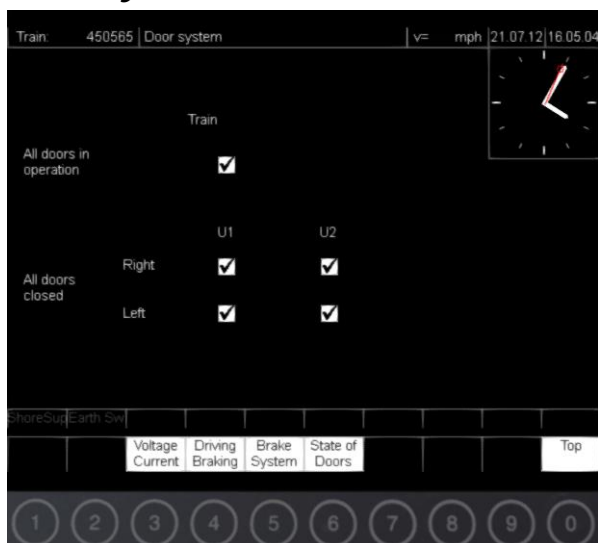 Train: 450565 Door system v= mph 21.07.12 16.05.04
Train
All doors in
operation
U1 U2
Right
All doors
closed
Left
ShoreSup Earth Sw
Voltage Driving Brake State of Top
Current Braking System Doors
1 2 3 4 5 6 7 8 9 0